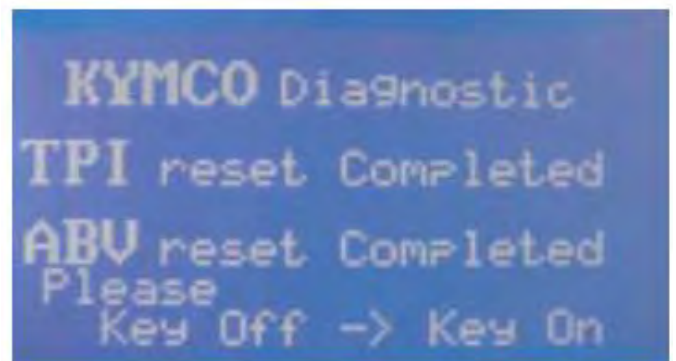 KYMCO Diagnostic
TPI reset Completed
ABV reset Completed
Please
Key Off -> Key On